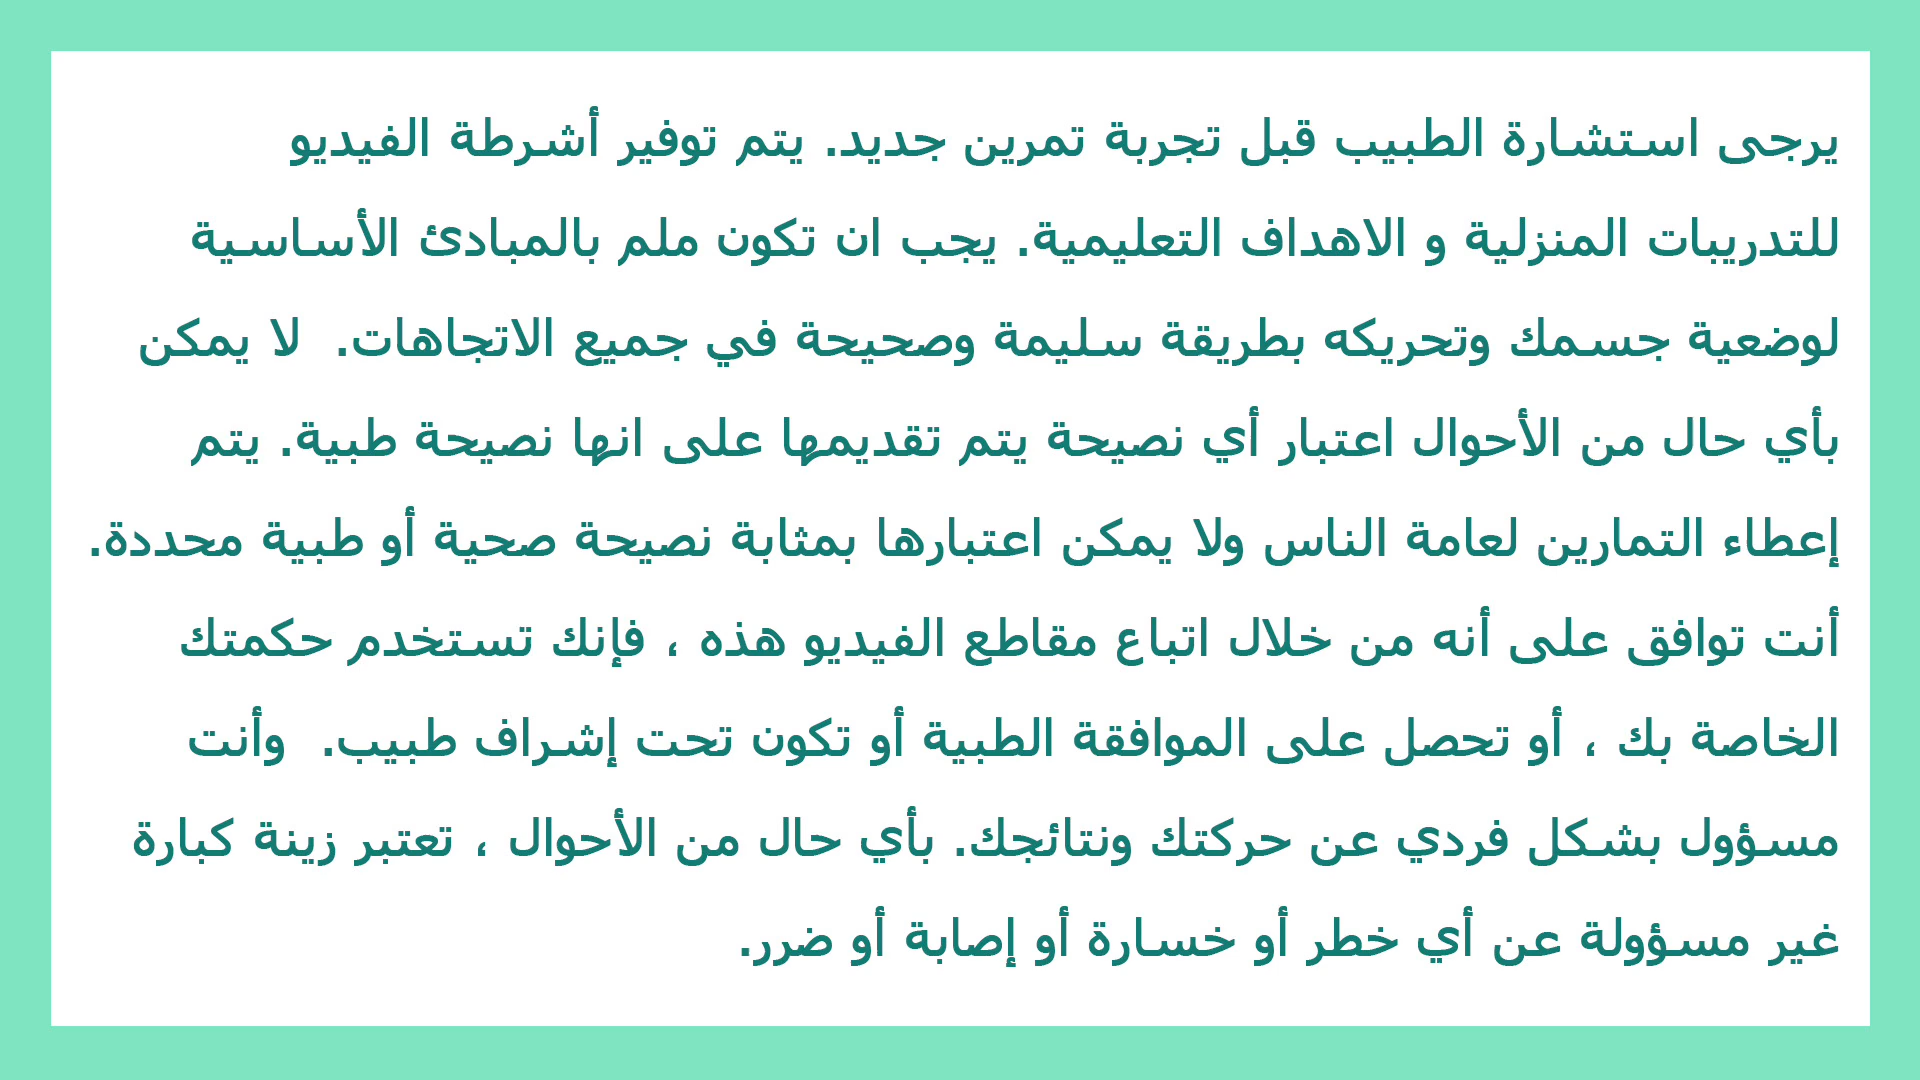 يرجى استشارة الطبيب قبل تجربة تمرين جديد. يتم توفير أشرطة الفيديو
للتدريبات المنزلية و الاهداف التعليمية. يجب ان تكون ملم بالمبادئ الأساسية
لوضعية جسمك وتحريكه بطريقة سليمة وصحيحة في جميع الاتجاهات. لا يمكن
بأي حال من الأحوال اعتبار أي نصيحة يتم تقديمها على انها نصيحة طبية. يتم
إعطاء التمارين لعامة الناس ولا يمكن اعتبارها بمثابة نصيحة صحية أو طبية محددة.
أنت توافق على أنه من خلال اتباع مقاطع الفيديو هذه ، فإنك تستخدم حكمتك
الخاصة بك ، أو تحصل على الموافقة الطبية أو تكون تحت إشراف طبيب. وأنت
مسؤول بشكل فردي عن حركتك ونتائجك. بأي حال من الأحوال ، تعتبر زينة كبارة
غير مسؤولة عن أي خطر أو خسارة أو إصابة أو ضرر.